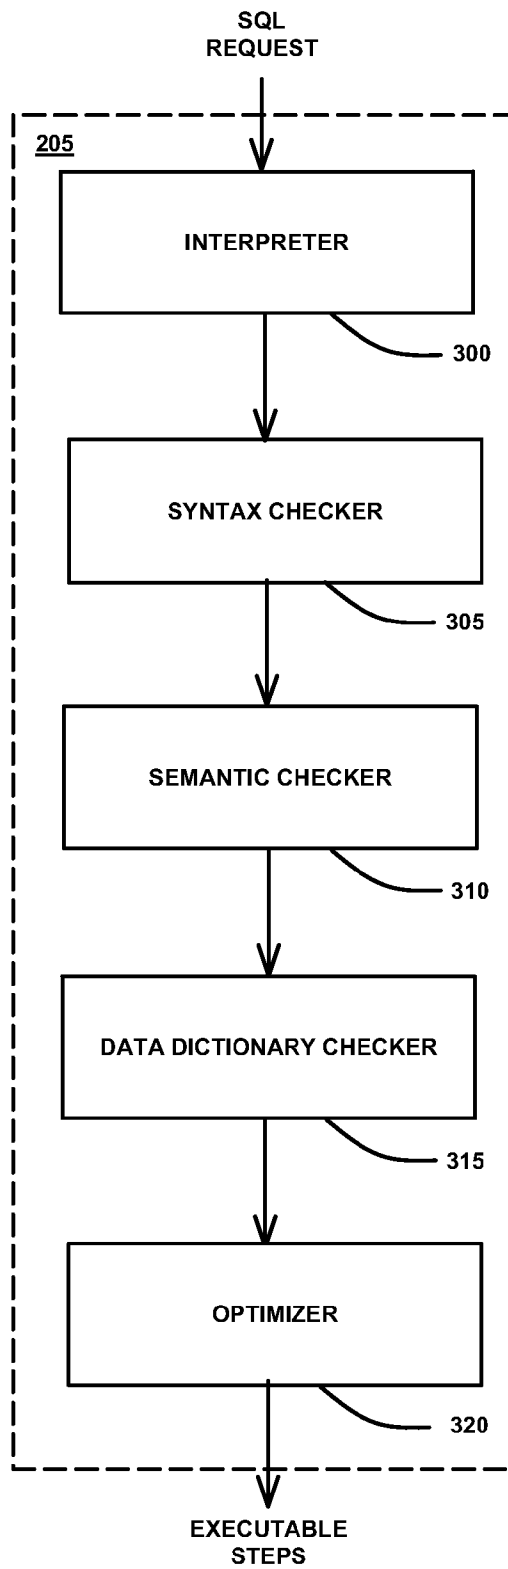 SQL
REQUEST
205
INTERPRETER
300
SYNTAX CHECKER
305
SEMANTIC CHECKER
310
DATA DICTIONARY CHECKER
315
OPTIMIZER
320
EXECUTABLE
STEPS